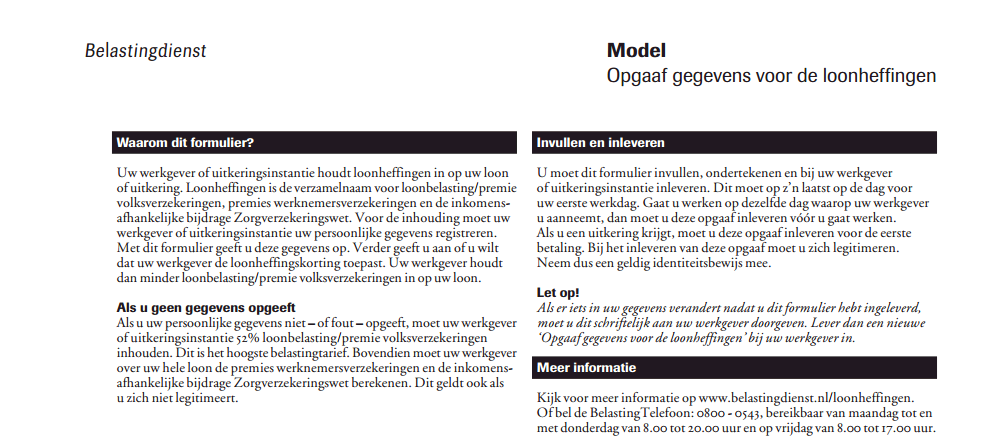 Belastingdienst
Model
Opgaaf gegevens voor de loonheffingen
Waarom dit formulier?
Uw werkgever of uitkeringsinstantie houdt loonheffingen in op uw loon
of uitkering. Loonheffingen is de verzamelnaam voor loonbelasting/premie
volksverzekeringen, premies werknemersverzekeringen en de inkomens-
afhankelijke bijdrage Zorgverzekeringswet. Voor de inhouding moet uw
werkgever of uitkeringsinstantie uw persoonlijke gegevens registreren.
Met dit formulier geeft u deze gegevens op. Verder geeft u aan of u wilt
dat uw werkgever de loonheffingskorting toepast. Uw werkgever houdt
dan minder loonbelasting/premie volksverzekeringen in op uw loon.
Als u geen gegevens opgeeft
Als u uw persoonlijke gegevens niet – of fout – opgeeft, moet uw werkgever
of uitkeringsinstantie 52% loonbelasting/premie volksverzekeringen
inhouden. Dit is het hoogste belastingtarief. Bovendien moet uw werkgever
over uw hele loon de premies werknemersverzekeringen en de inkomens-
afhankelijke bijdrage Zorgverzekeringswet berekenen. Dit geldt ook als
u zich niet legitimeert.
Invullen en inleveren
U moet dit formulier invullen, ondertekenen en bij uw werkgever
of uitkeringsinstantie inleveren. Dit moet op z’n laatst op de dag voor
uw eerste werkdag. Gaat u werken op dezelfde dag waarop uw werkgever
u aanneemt, dan moet u deze opgaaf inleveren vóór u gaat werken.
Als u een uitkering krijgt, moet u deze opgaaf inleveren voor de eerste
betaling. Bij het inleveren van deze opgaaf moet u zich legitimeren.
Neem dus een geldig identiteitsbewijs mee.
Let op!
Als er iets in uw gegevens verandert nadat u dit formulier hebt ingeleverd,
moet u dit schriftelijk aan uw werkgever doorgeven. Lever dan een nieuwe
‘Opgaaf gegevens voor de loonheffingen’ bij uw werkgever in.
Meer informatie
Kijk voor meer informatie op www.belastingdienst.nl/loonheffingen.
Of bel de BelastingTelefoon: 0800 - 0543, bereikbaar van maandag tot en
met donderdag van 8.00 tot 20.00 uur en op vrijdag van 8.00 tot 17.00 uur.